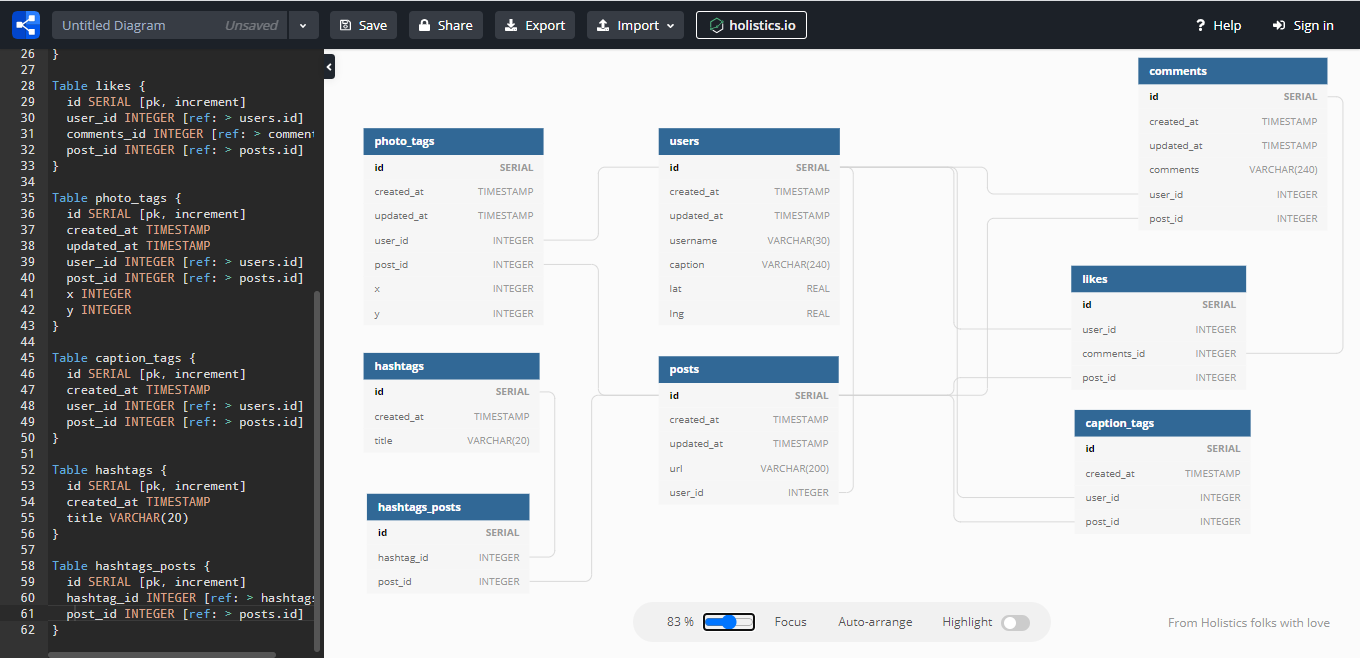 Untitled Diagram Unsaved Save Share Export Import holistics.io Help Sign in
26 }
27
28 Table likes {
29 id SERIAL [pk, increment]
30 user_id INTEGER [ref: > users.id]
31 comments_id INTEGER [ref: > commen
32 post_id INTEGER [ref: > posts.id]
33 }
34
35 Table photo_tags {
36 id SERIAL [pk, increment]
37 created_at TIMESTAMP
38 updated_at TIMESTAMP
39 user_id INTEGER [ref: > users.id]
40 post_id INTEGER [ref: > posts.id]
41 x INTEGER
42 y INTEGER
43 }
44
45 Table caption_tags {
46 id SERIAL [pk, increment]
47 created_at TIMESTAMP
48 user_id INTEGER [ref: > users.id]
49 post_id INTEGER [ref: > posts.id]
50 }
51
52 Table hashtags {
53 id SERIAL [pk, increment]
54 created_at TIMESTAMP
55 title VARCHAR(20)
56 }
57
58 Table hashtags_posts {
59 id SERIAL [pk, increment]
60 hashtag_id INTEGER [ref: > hashtags
61 post_id INTEGER [ref: > posts.id]
62 }
photo_tags
id SERIAL
created_at TIMESTAMP
updated_at TIMESTAMP
user_id INTEGER
post_id INTEGER
x INTEGER
y INTEGER
hashtags
id SERIAL
created_at TIMESTAMP
title VARCHAR(20)
hashtags_posts
id SERIAL
hashtag_id INTEGER
post_id INTEGER
users
id SERIAL
created_at TIMESTAMP
updated_at TIMESTAMP
username VARCHAR(30)
caption VARCHAR(240)
lat REAL
lng REAL
posts
id SERIAL
created_at TIMESTAMP
updated_at TIMESTAMP
url VARCHAR(200)
user_id INTEGER
comments
id SERIAL
created_at TIMESTAMP
updated_at TIMESTAMP
comments VARCHAR(240)
user_id INTEGER
post_id INTEGER
likes
id SERIAL
user_id INTEGER
comments_id INTEGER
post_id INTEGER
caption_tags
id SERIAL
created_at TIMESTAMP
user_id INTEGER
post_id INTEGER
83 % Focus Auto-arrange Highlight
From Holistics folks with love